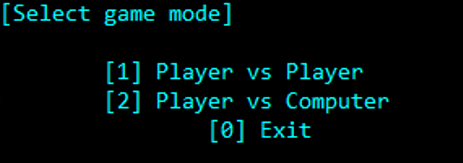 [Select game mode]
[1] Player vs Player
[2] Player vs Computer
[0] Exit